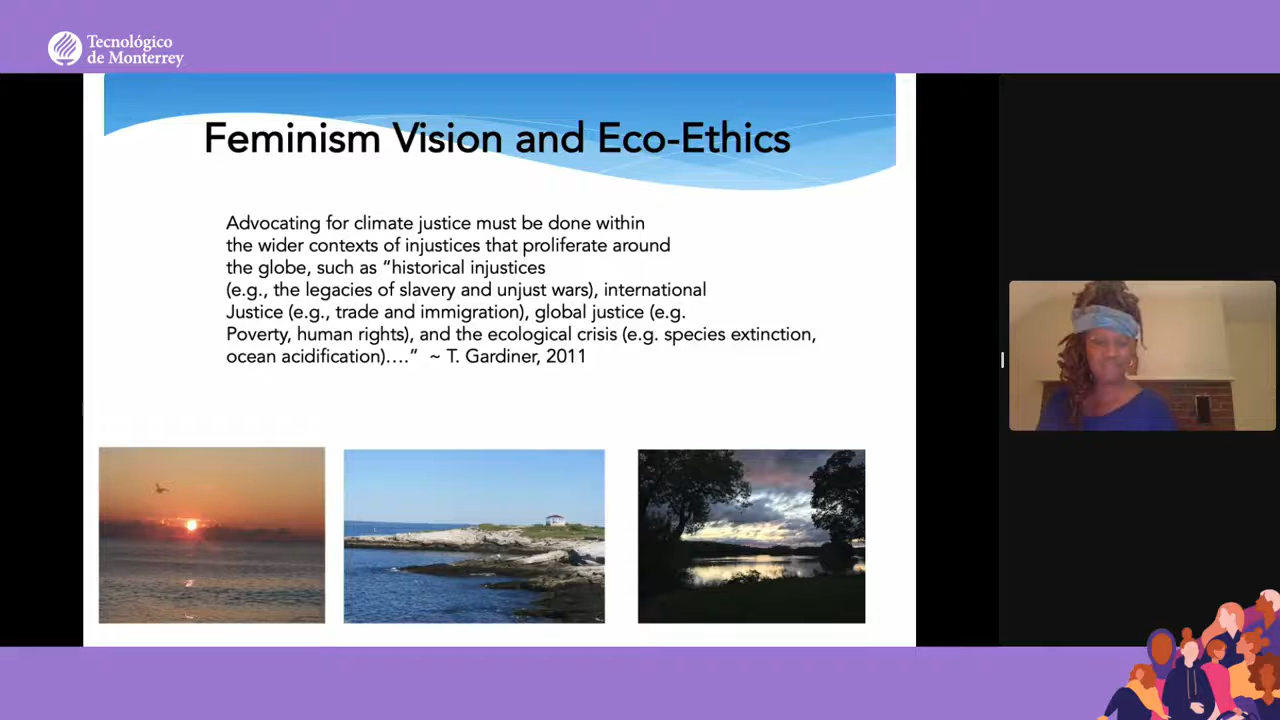 Tecnológico
de Monterrey
Feminism Vision and Eco-Ethics
Advocating for climate justice must be done within
the wider contexts of injustices that proliferate around
the globe, such as “historical injustices
(e.g., the legacies of slavery and unjust wars), international
Justice (e.g., trade and immigration), global justice (e.g.
Poverty, human rights), and the ecological crisis (e.g. species extinction,
ocean acidification)….” ~ T. Gardiner, 2011